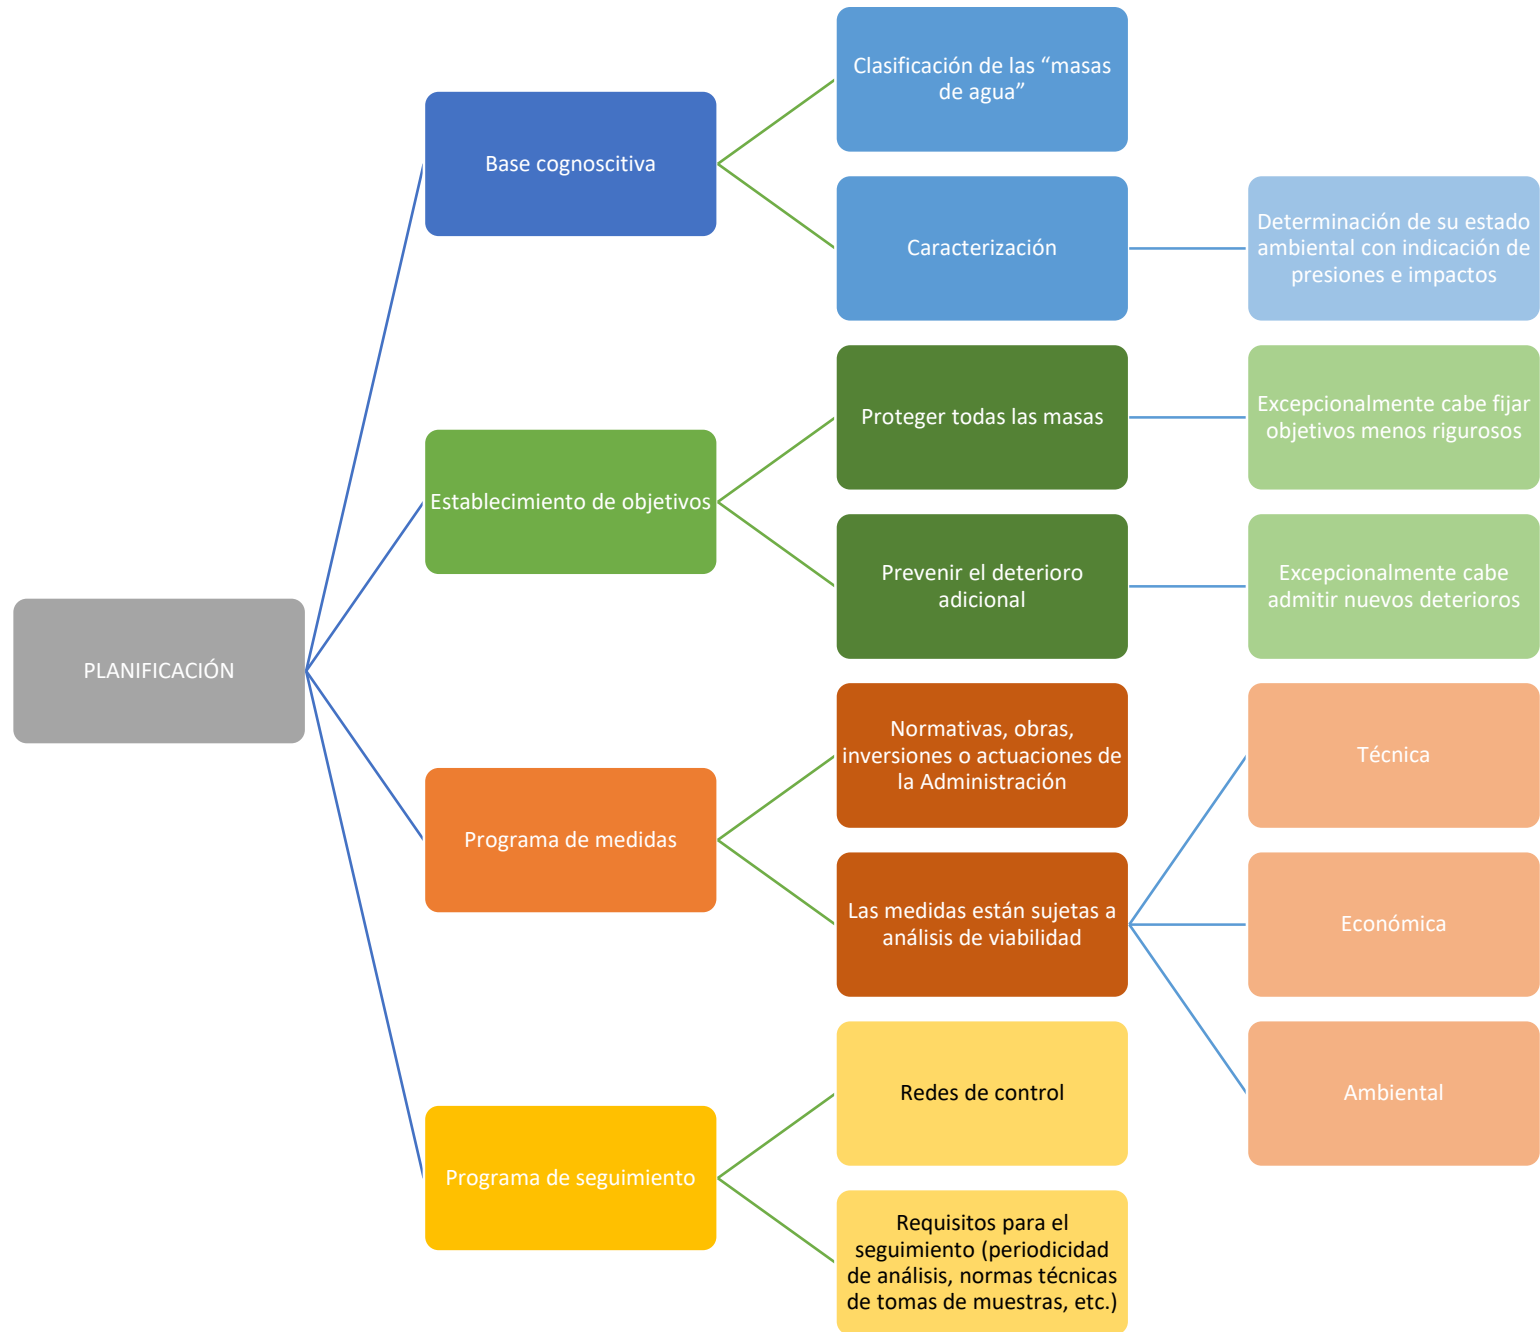 PLANIFICACIÓN
Base cognoscitiva
Clasificación de las “masas
de agua”
Caracterización
Determinación de su estado
ambiental con indicación de
presiones e impactos
Establecimiento de objetivos
Proteger todas las masas
Excepcionalmente cabe fijar
objetivos menos rigurosos
Prevenir el deterioro
adicional
Excepcionalmente cabe
admitir nuevos deterioros
Programa de medidas
Normativas, obras,
inversiones o actuaciones de
la Administración
Las medidas están sujetas a
análisis de viabilidad
Técnica
Económica
Ambiental
Programa de seguimiento
Redes de control
Requisitos para el
seguimiento (periodicidad
de análisis, normas técnicas
de tomas de muestras, etc.)